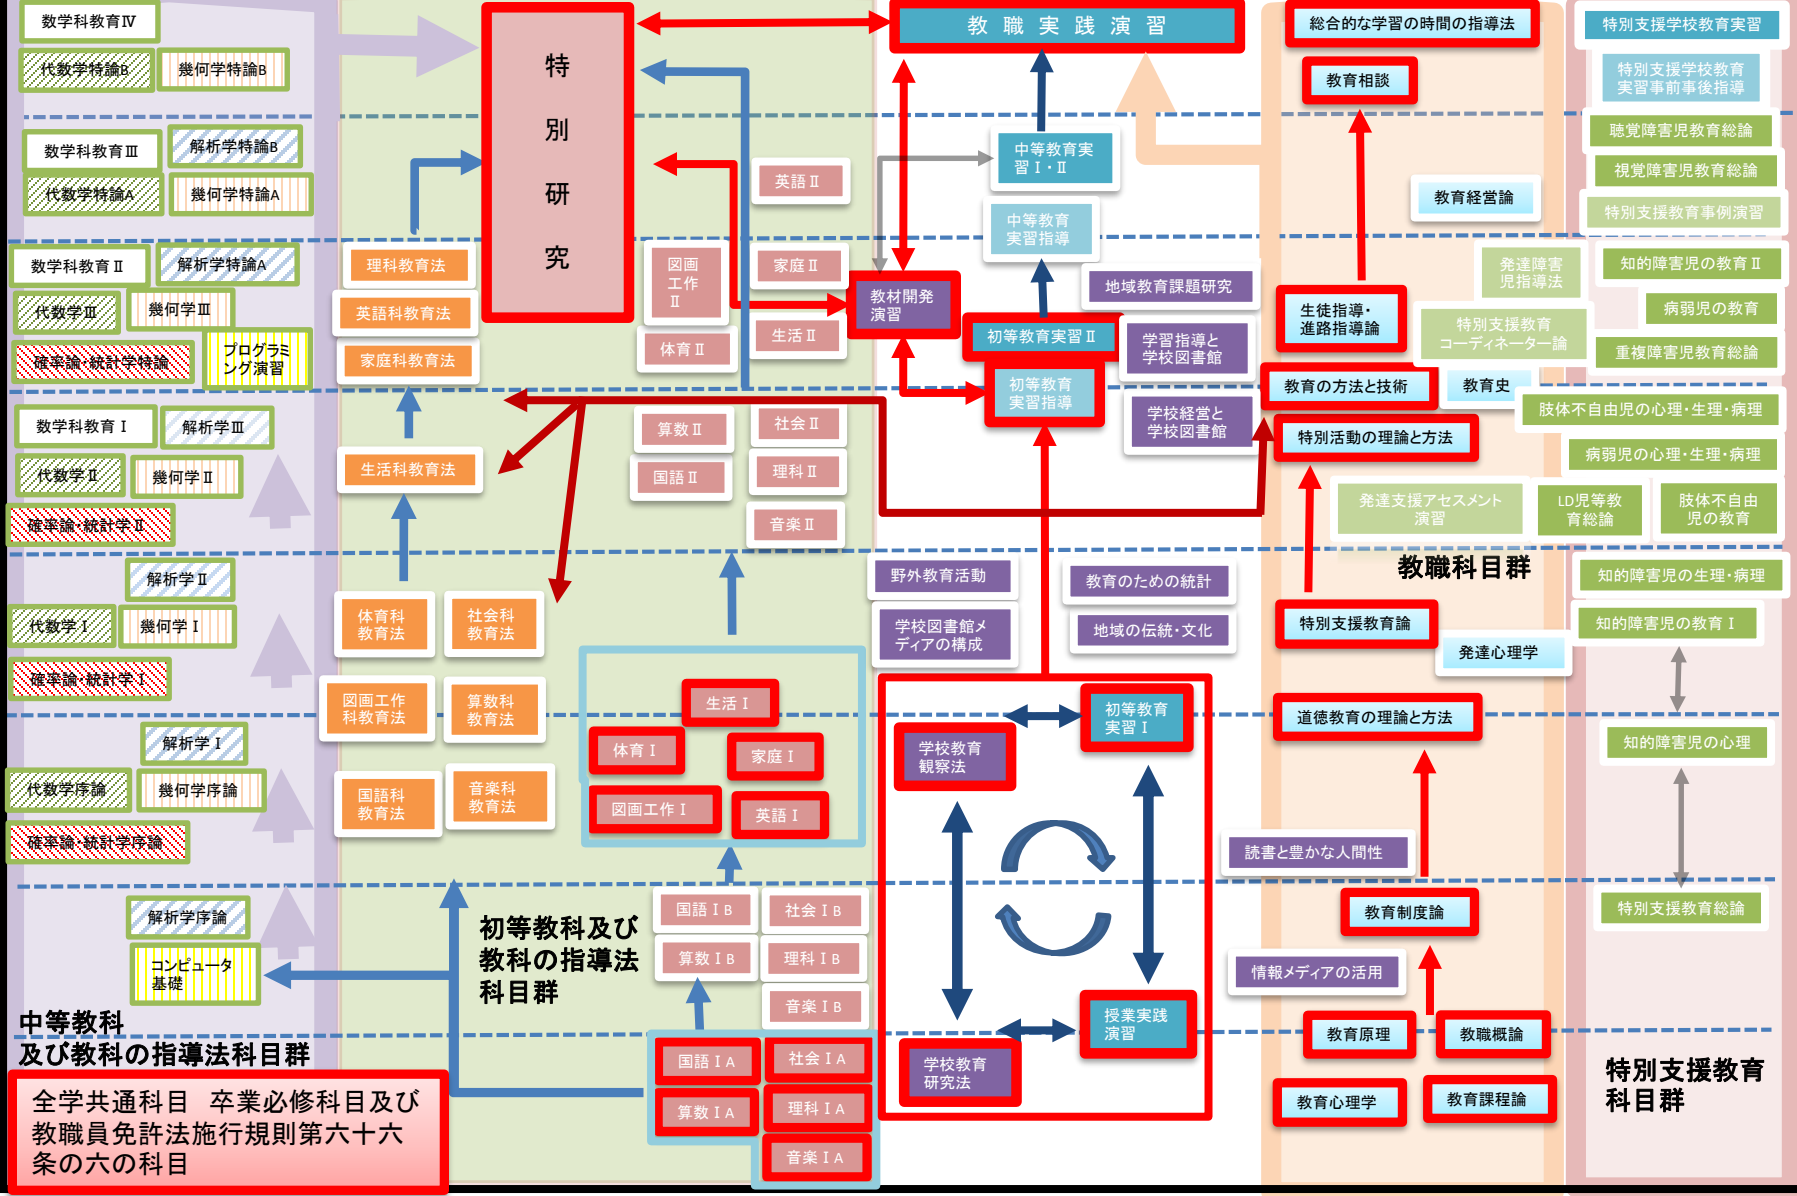 数学科教育Ⅳ
代数学特論B
幾何学特論B
数学科教育Ⅲ
解析学特論B
代数学特論A
幾何学特論A
数学科教育Ⅱ
解析学特論A
代数学Ⅲ
幾何学Ⅲ
確率論・統計学特論
プログラミ
ング演習
数学科教育Ⅰ
解析学Ⅲ
代数学Ⅱ
幾何学Ⅱ
確率論・統計学Ⅱ
解析学Ⅱ
代数学Ⅰ
幾何学Ⅰ
確率論・統計学Ⅰ
解析学Ⅰ
代数学序論
幾何学序論
確率論・統計学序論
解析学序論
コンピュータ
基礎
中等教科
及び教科の指導法科目群
全学共通科目　卒業必修科目及び
教職員免許法施行規則第六十六
条の六の科目
特
別
研
究
理科教育法
英語科教育法
家庭科教育法
生活科教育法
体育科
教育法
社会科
教育法
図画工作
科教育法
算数科
教育法
国語科
教育法
音楽科
教育法
初等教科及び
教科の指導法
科目群
英語Ⅱ
図画
工作
Ⅱ
家庭Ⅱ
生活Ⅱ
体育Ⅱ
算数Ⅱ
社会Ⅱ
国語Ⅱ
理科Ⅱ
音楽Ⅱ
生活Ⅰ
体育Ⅰ
家庭Ⅰ
図画工作Ⅰ
英語Ⅰ
国語ⅠB
社会ⅠB
算数ⅠB
理科ⅠB
音楽ⅠB
国語ⅠA
社会ⅠA
算数ⅠA
理科ⅠA
音楽ⅠA
教職実践演習
中等教育実
習Ⅰ・Ⅱ
中等教育
実習指導
教材開発
演習
地域教育課題研究
初等教育実習Ⅱ
学習指導と
学校図書館
初等教育
実習指導
学校経営と
学校図書館
野外教育活動
教育のための統計
学校図書館メ
ディアの構成
地域の伝統・文化
初等教育
実習Ⅰ
学校教育
観察法
授業実践
演習
学校教育
研究法
読書と豊かな人間性
情報メディアの活用
総合的な学習の時間の指導法
教育相談
教育経営論
生徒指導・
進路指導論
教育の方法と技術
教育史
特別活動の理論と方法
教職科目群
特別支援教育論
発達心理学
道徳教育の理論と方法
教育制度論
教育原理
教職概論
教育心理学
教育課程論
特別支援学校教育実習
特別支援学校教育
実習事前事後指導
聴覚障害児教育総論
視覚障害児教育総論
特別支援教育事例演習
発達障害
児指導法
知的障害児の教育Ⅱ
病弱児の教育
特別支援教育
コーディネーター論
重複障害児教育総論
肢体不自由児の心理・生理・病理
病弱児の心理・生理・病理
発達支援アセスメント
演習
LD児等教
育総論
肢体不自由
児の教育
知的障害児の生理・病理
知的障害児の教育Ⅰ
知的障害児の心理
特別支援教育総論
特別支援教育
科目群